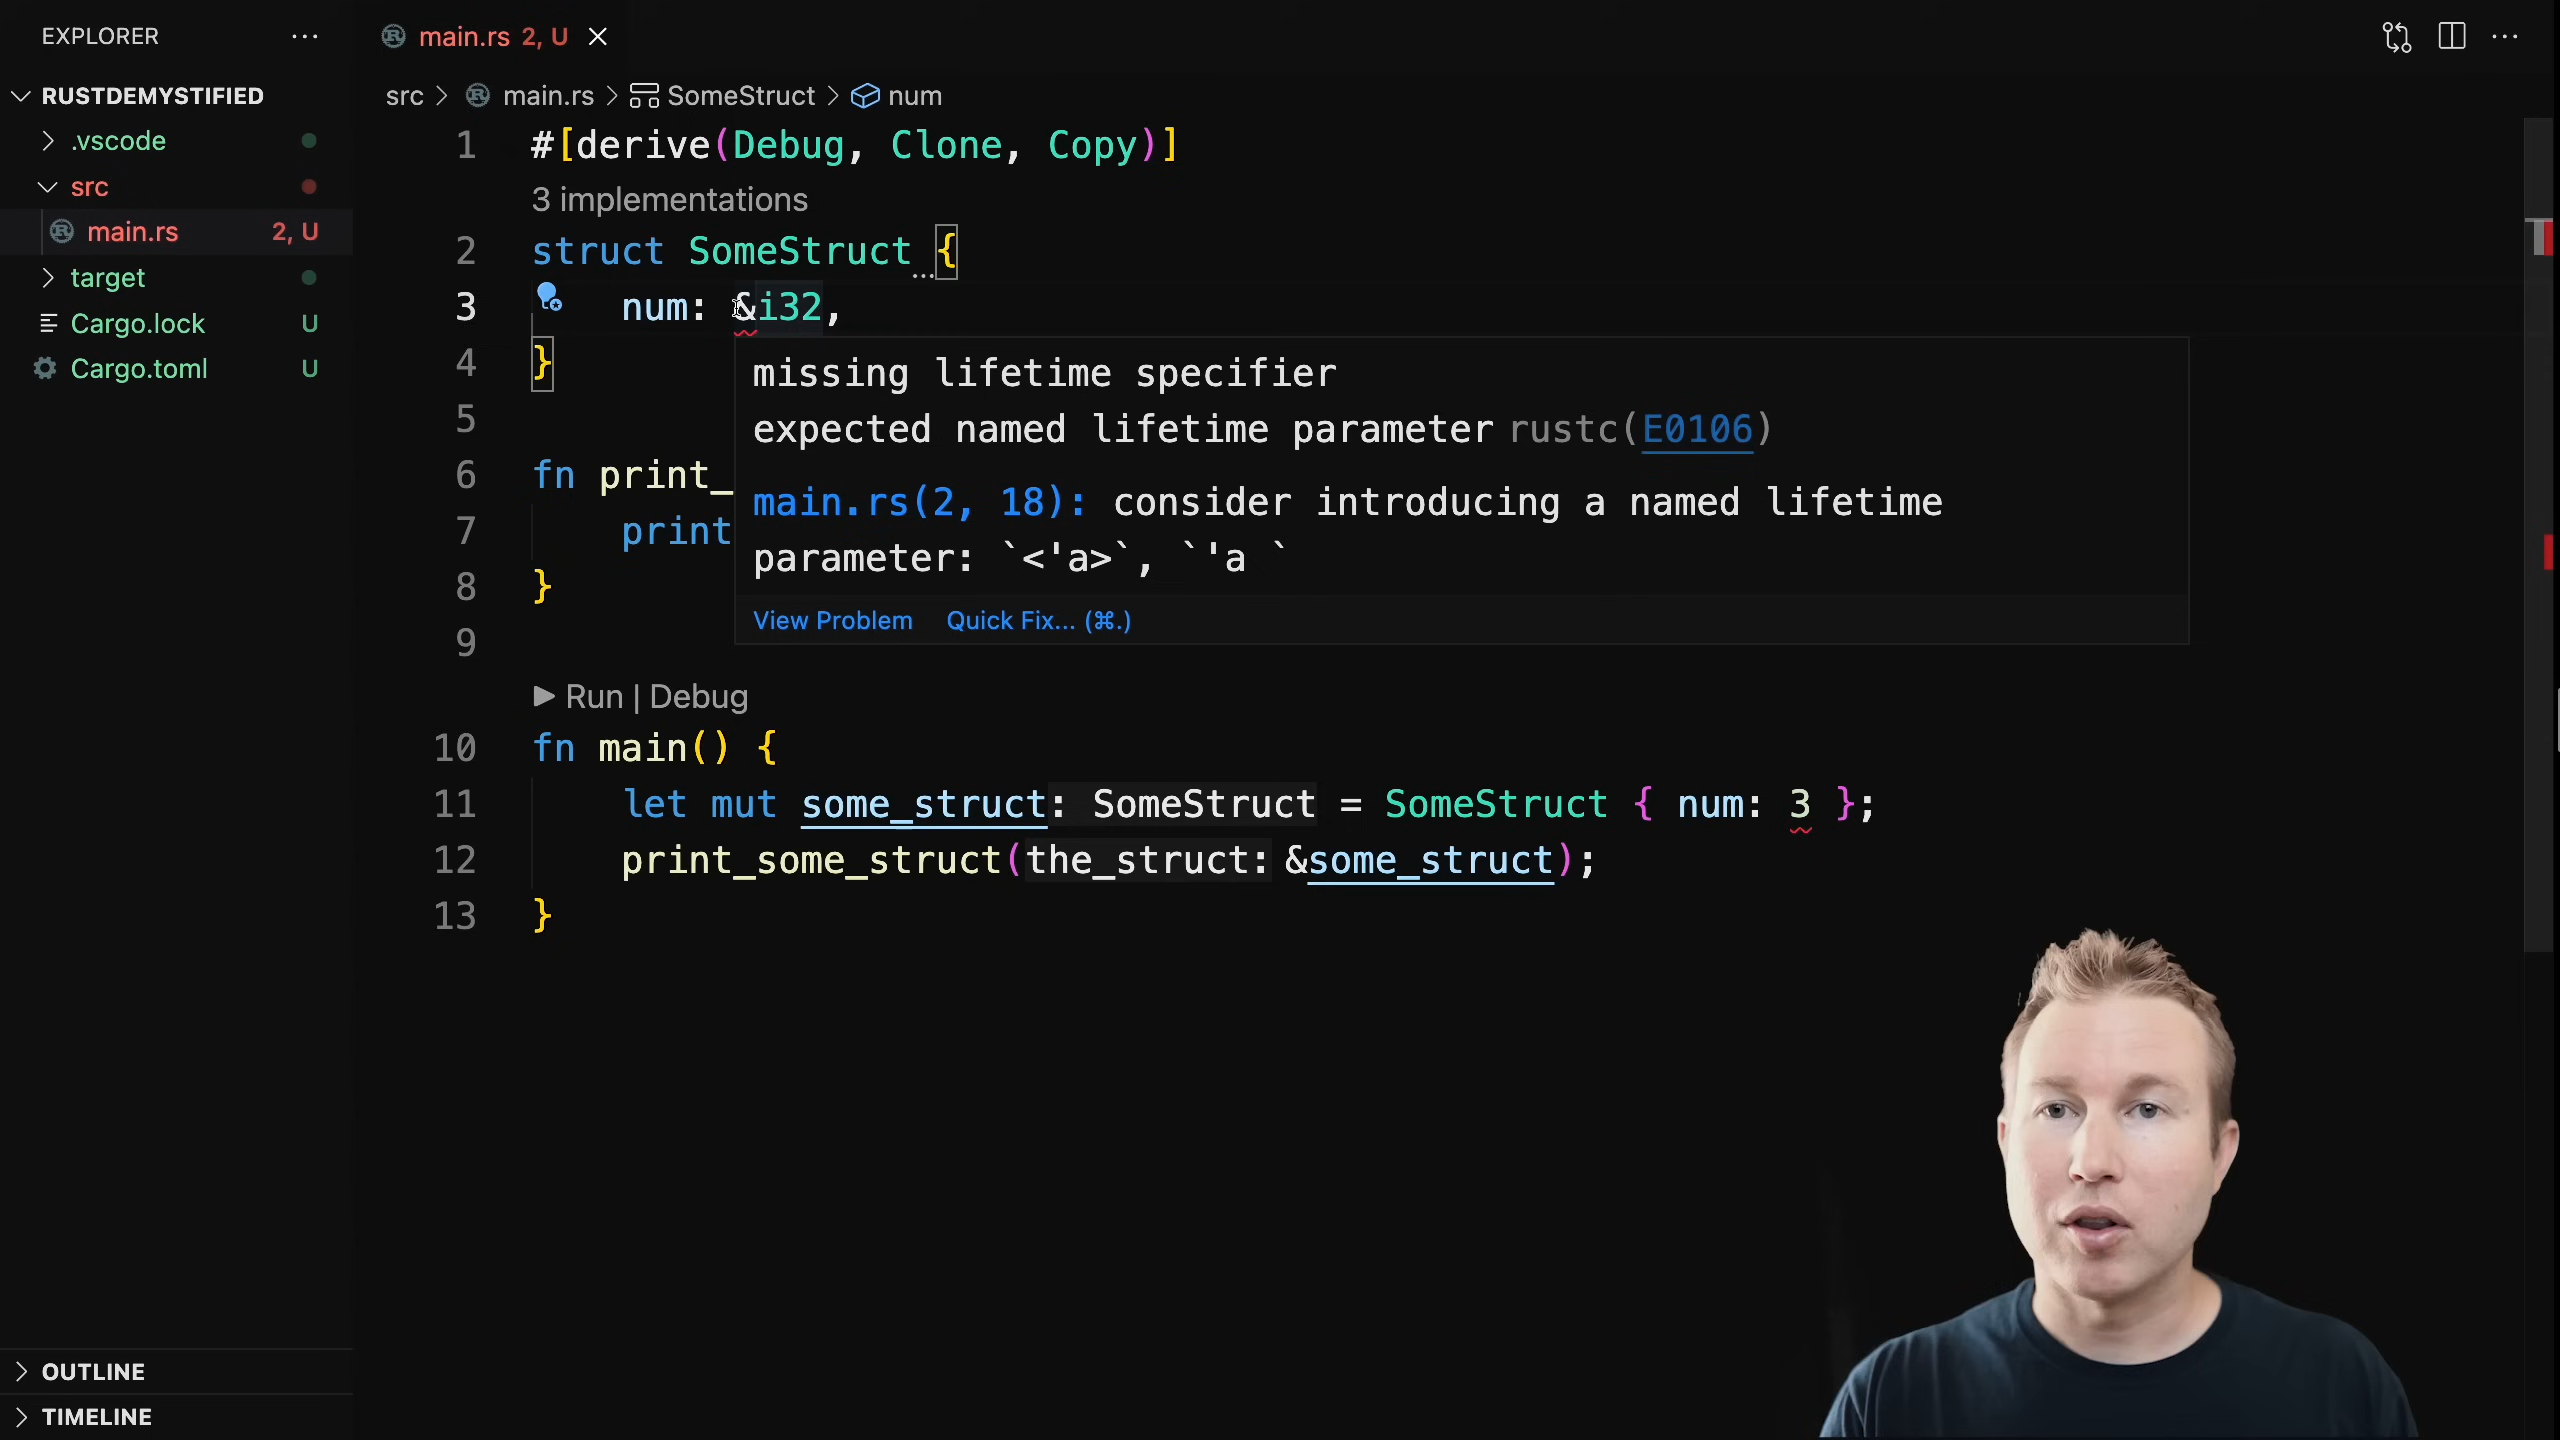 EXPLORER
RUSTDEMYSTIFIED
.vscode
src
main.rs 2, U
target
Cargo.lock U
Cargo.toml U
OUTLINE
TIMELINE
main.rs 2, U
src > main.rs > SomeStruct > num
1 #[derive(Debug, Clone, Copy)]
3 implementations
2 struct SomeStruct {
3 num: &i32,
4 }
5
6 fn print_
7 print
8 }
9
missing lifetime specifier
expected named lifetime parameter rustc(E0106)
main.rs(2, 18): consider introducing a named lifetime
parameter: `<'a>`, `'a `
View Problem Quick Fix... (⌘.)
Run | Debug
10 fn main() {
11 let mut some_struct: SomeStruct = SomeStruct { num: 3 };
12 print_some_struct(the_struct: &some_struct);
13 }